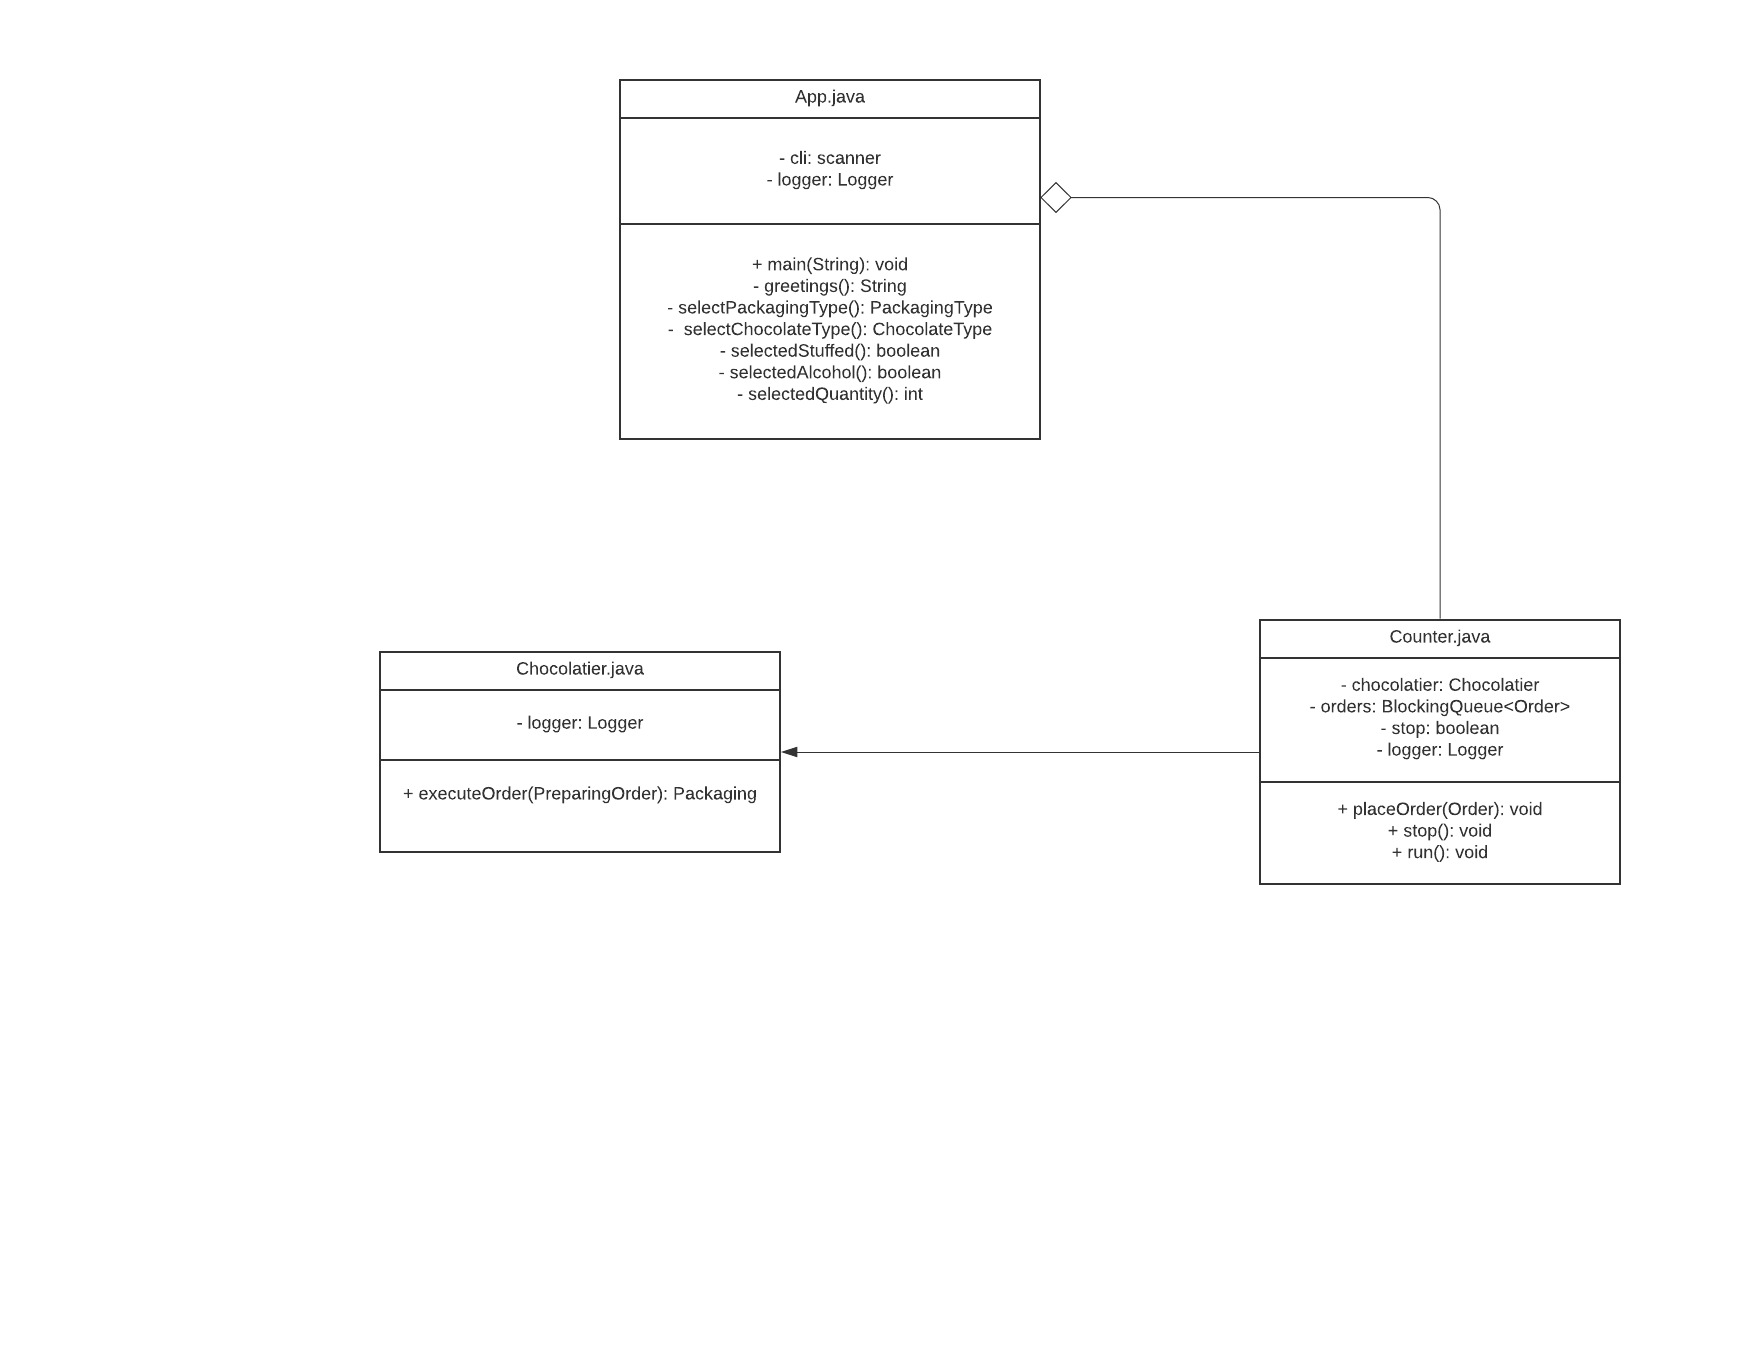 App.java
- cli: scanner
- logger: Logger
+ main(String): void
- greetings(): String
- selectPackagingType(): PackagingType
-  selectChocolateType(): ChocolateType
- selectedStuffed(): boolean
- selectedAlcohol(): boolean
- selectedQuantity(): int
Chocolatier.java
- logger: Logger
+ executeOrder(PreparingOrder): Packaging
Counter.java
- chocolatier: Chocolatier
- orders: BlockingQueue<Order>
- stop: boolean
- logger: Logger
+ placeOrder(Order): void
+ stop(): void
+ run(): void